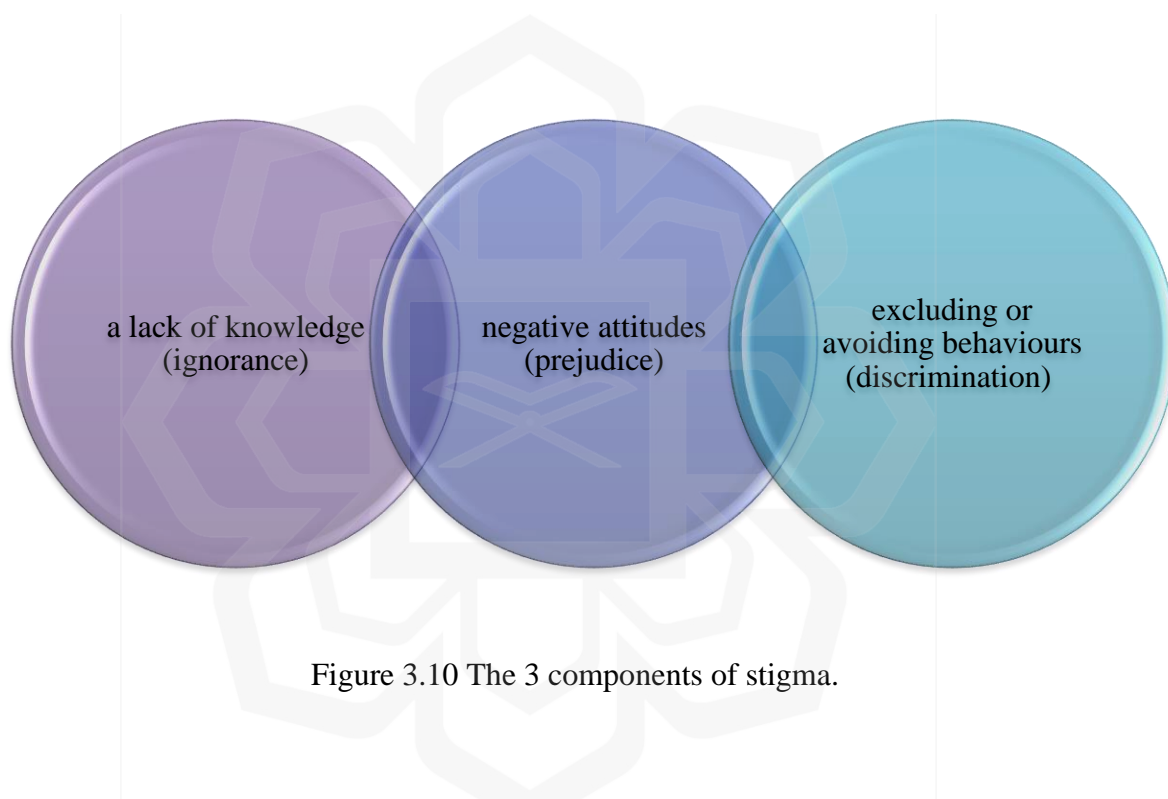 a lack of knowledge
(ignorance)
negative attitudes
(prejudice)
excluding or
avoiding behaviours
(discrimination)
Figure 3.10 The 3 components of stigma.